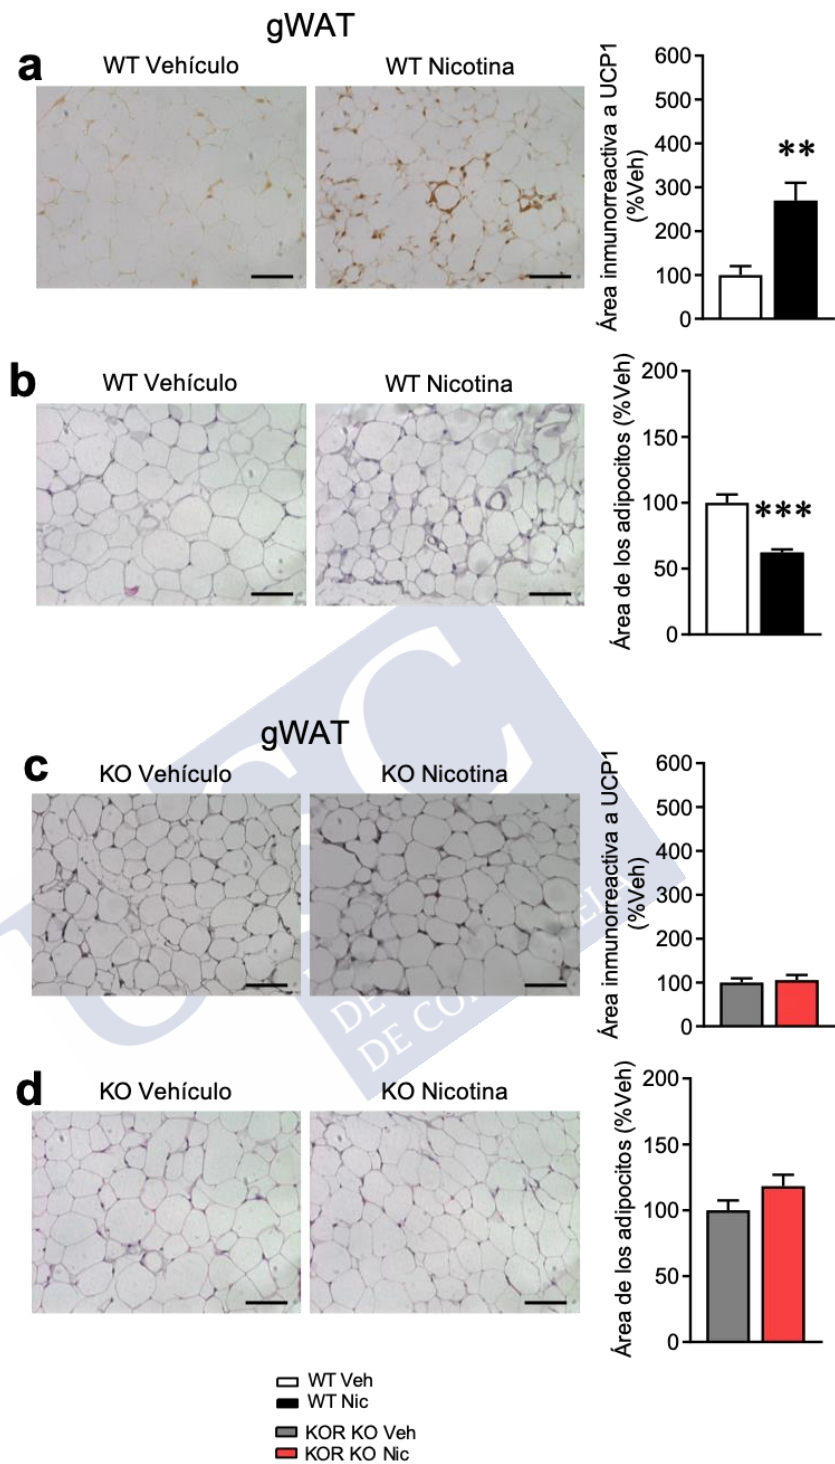 gWAT
a
WT Vehículo
WT Nicotina
Área inmunorreactiva a UCP1
(%Veh)
600
500
400
300
200
100
0
**
b
WT Vehículo
WT Nicotina
Área de los adipocitos (%Veh)
200
150
100
50
0
***
gWAT
c
KO Vehículo
KO Nicotina
Área inmunorreactiva a UCP1
(%Veh)
600
500
400
300
200
100
0
d
KO Vehículo
KO Nicotina
Área de los adipocitos (%Veh)
200
150
100
50
0
DE
DE CO
WT Veh
WT Nic
KOR KO Veh
KOR KO Nic